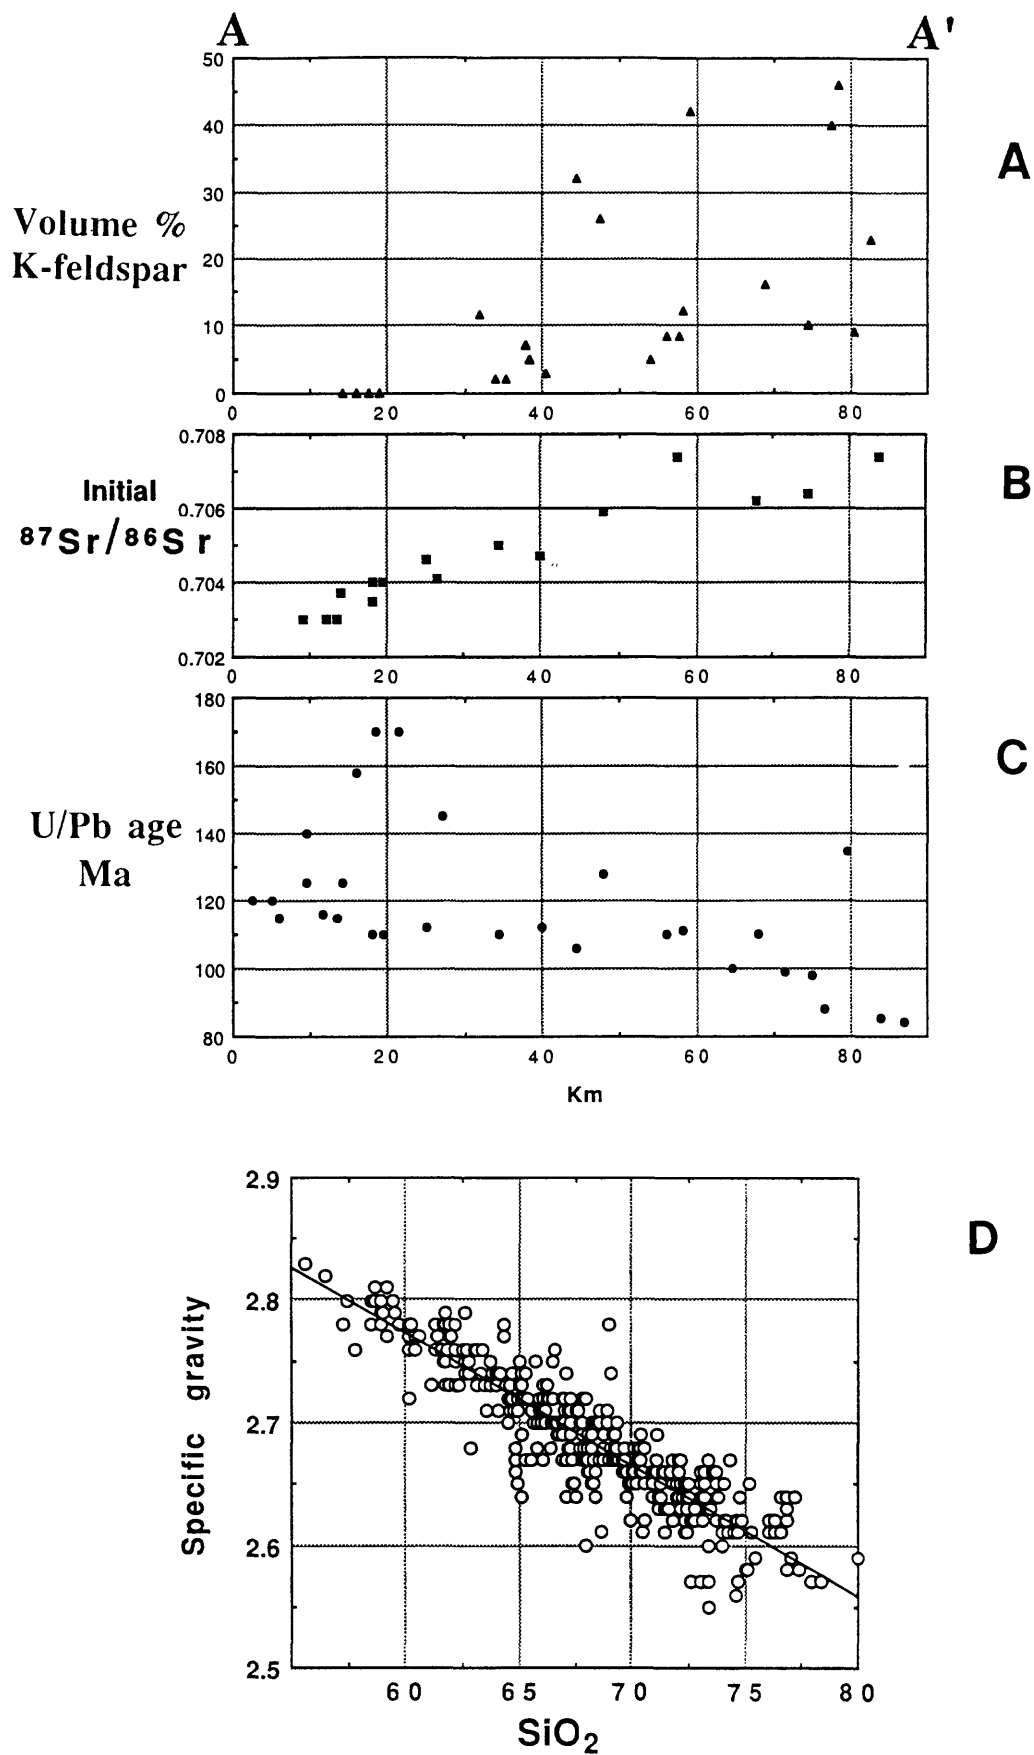 A A'
50
40
30
20
10
0
Volume %
K-feldspar
A
0 20 40 60 80
0.708
0.706
0.704
0.702
Initial
87Sr/86Sr
B
0 20 40 60 80
180
160
140
120
100
80
U/Pb age
Ma
C
0 20 40 60 80
Km
2.9
2.8
2.7
2.6
2.5
Specific gravity
D
60 65 70 75 80
SiO2